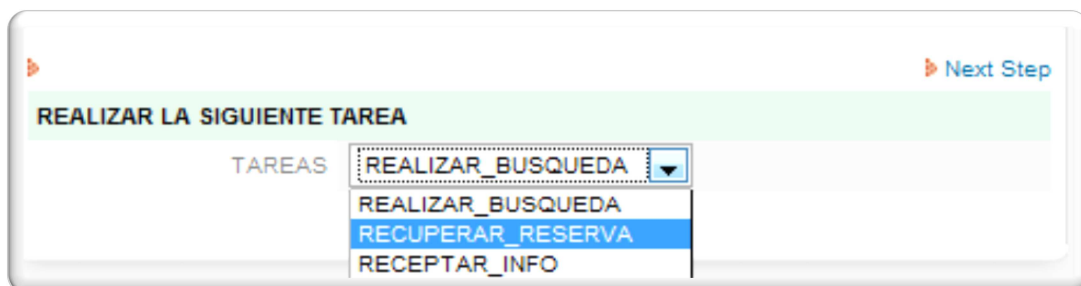 Next Step
REALIZAR LA SIGUIENTE TAREA
TAREAS REALIZAR_BUSQUEDA
REALIZAR_BUSQUEDA
RECUPERAR_RESERVA
RECEPTAR_INFO